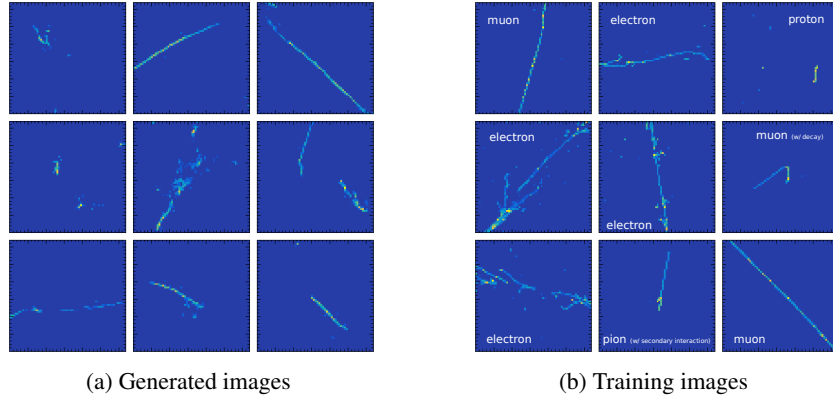 muon
electron
proton
electron
electron
muon (w/ decay)
electron
pion (w/ secondary interaction)
muon
(a) Generated images
(b) Training images